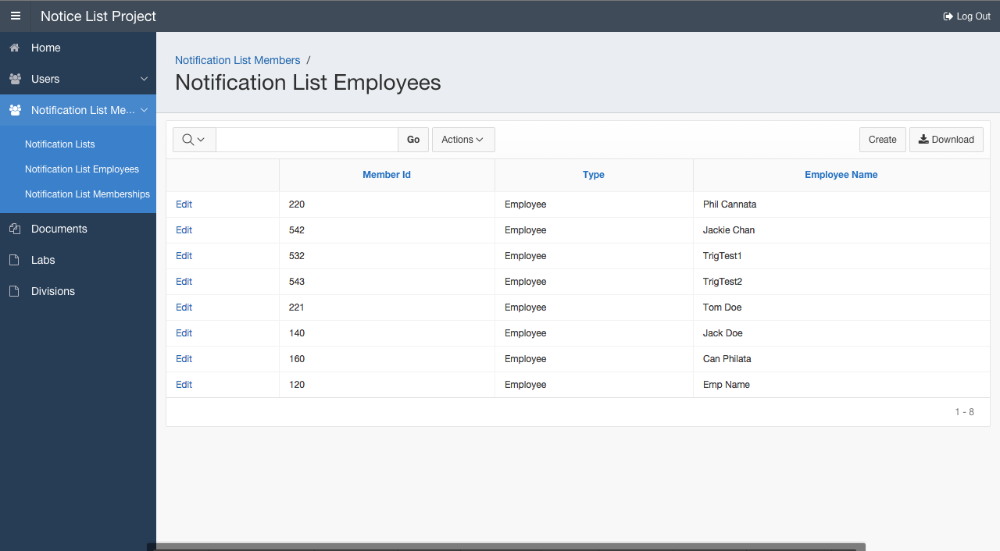 Notice List Project
Log Out
Home
Users
Notification List Me...
Notification Lists
Notification List Employees
Notification List Memberships
Documents
Labs
Divisions
Notification List Members /
Notification List Employees
Go Actions Create Download
Member Id Type Employee Name
Edit 220 Employee Phil Cannata
Edit 542 Employee Jackie Chan
Edit 532 Employee TrigTest1
Edit 543 Employee TrigTest2
Edit 221 Employee Tom Doe
Edit 140 Employee Jack Doe
Edit 160 Employee Can Philata
Edit 120 Employee Emp Name
1 - 8